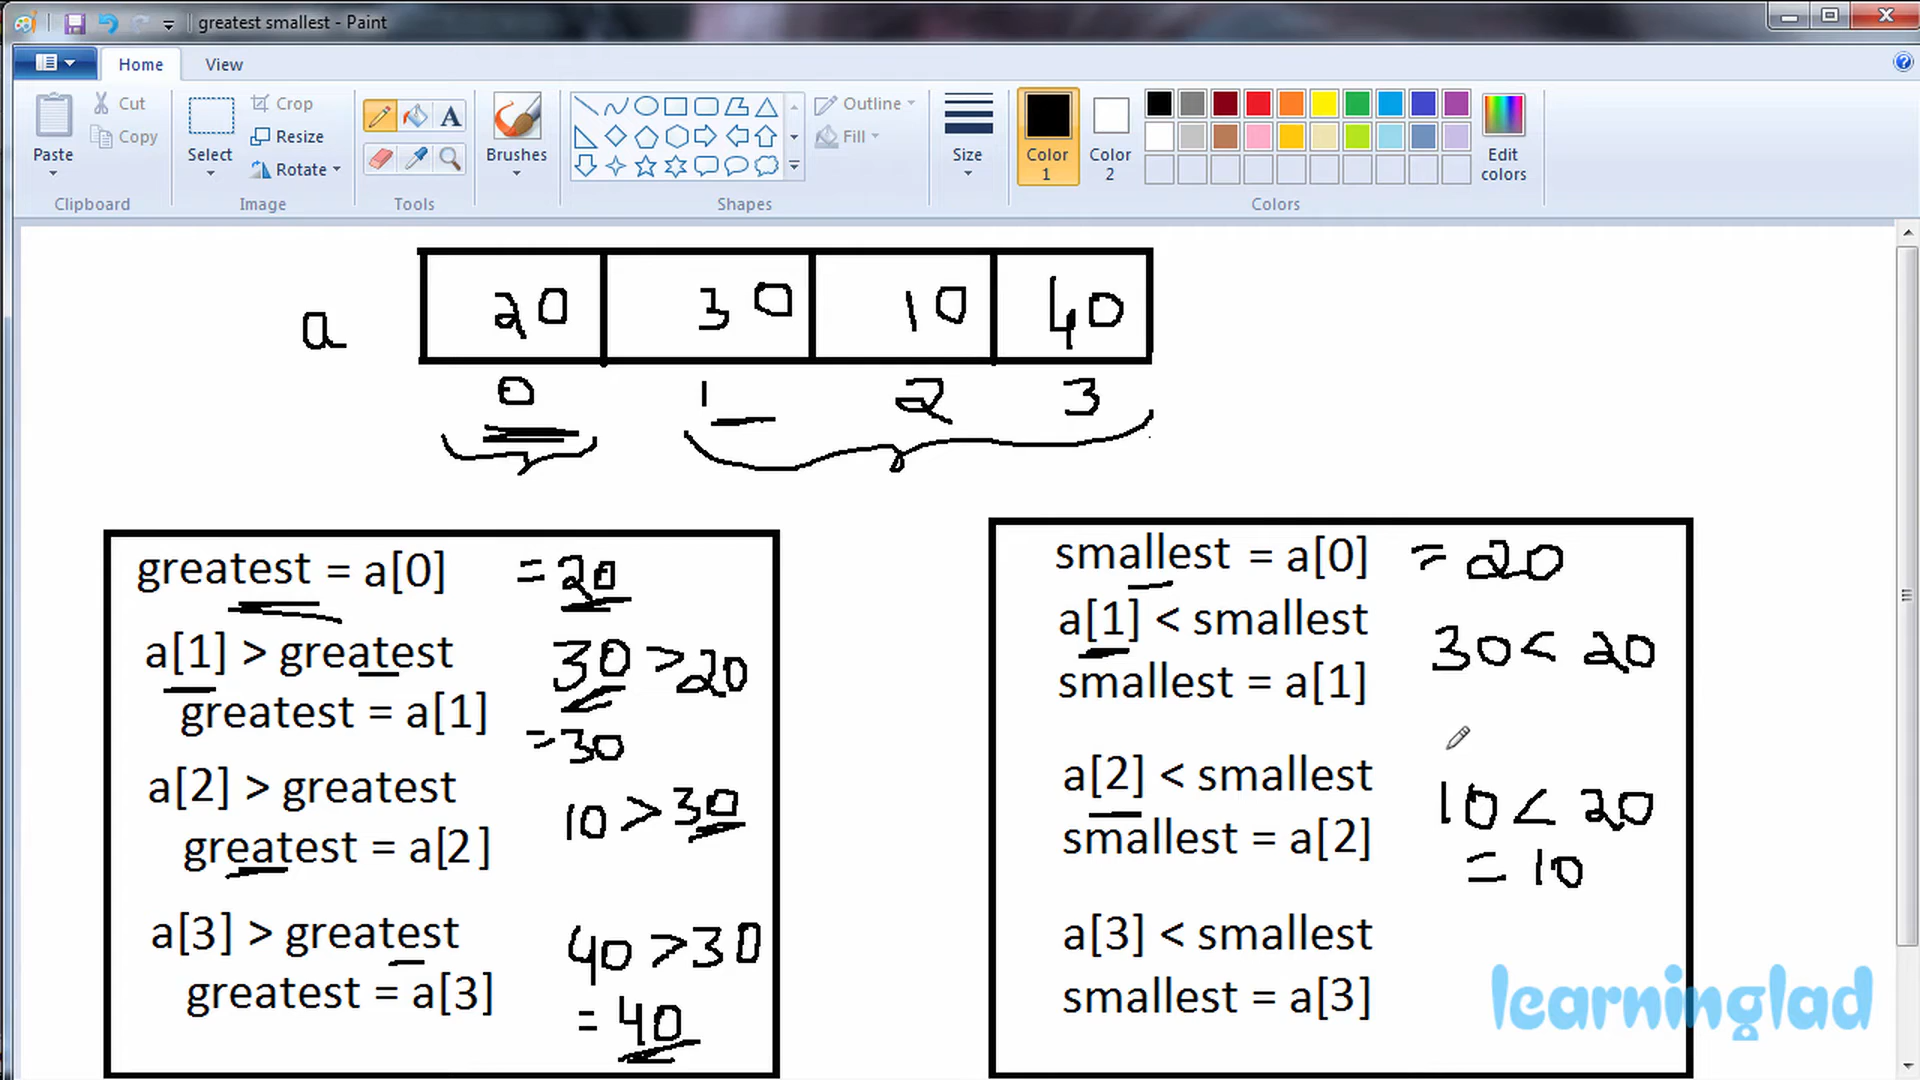 greatest smallest - Paint
Home View
Paste Cut Copy
Clipboard
Select Crop Resize Rotate
Image
A
Tools
Brushes
Outline Fill
Shapes
Size
Color 1
Color 2
Edit colors
Colors
a 20 30 10 40
0 1 2 3
greatest = a[0] = 20
a[1] > greatest 30 > 20
greatest = a[1] = 30
a[2] > greatest 10 > 30
greatest = a[2]
a[3] > greatest 40 > 30
greatest = a[3] = 40
smallest = a[0] = 20
a[1] < smallest 30 < 20
smallest = a[1]
a[2] < smallest 10 < 20
smallest = a[2] = 10
a[3] < smallest
smallest = a[3]
learninglad